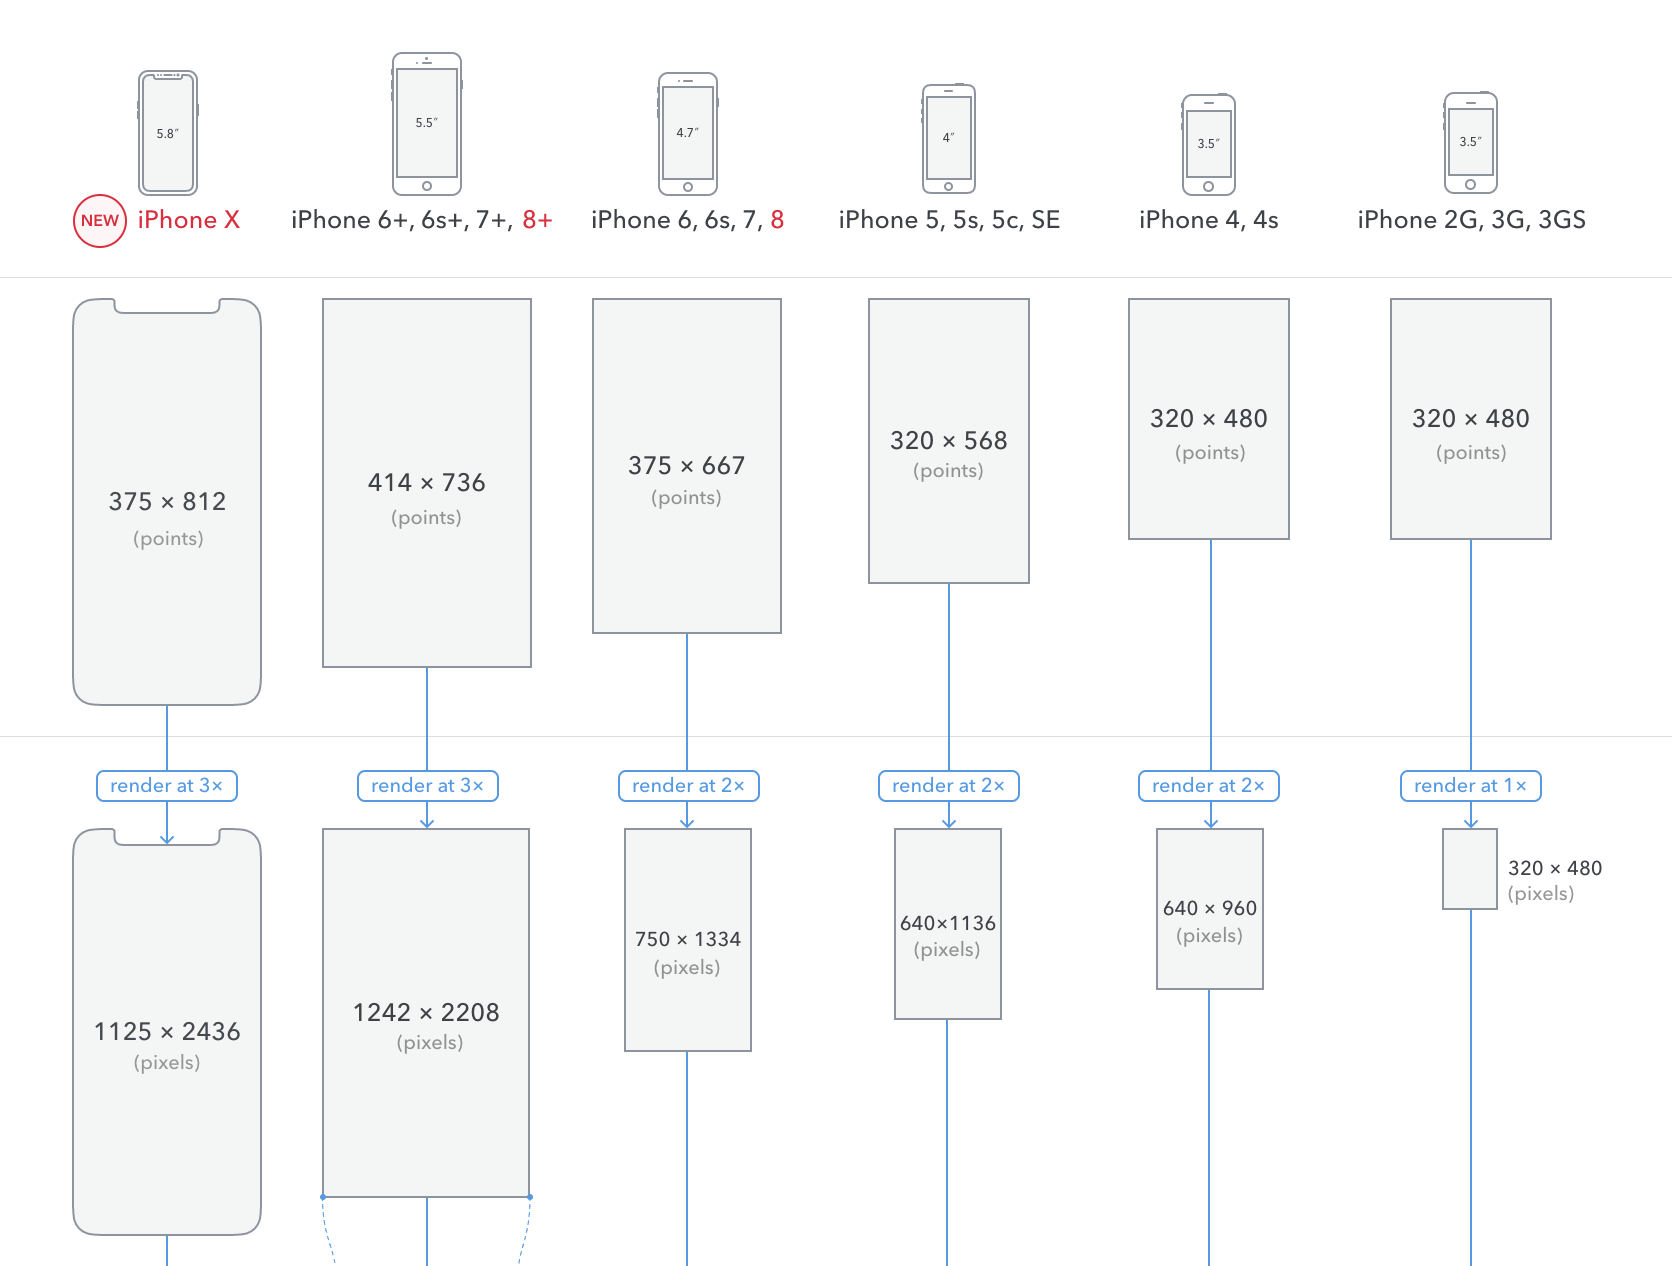 5.8″
5.5″
4.7″
4″
3.5″
3.5″
NEW iPhone X
iPhone 6+, 6s+, 7+, 8+
iPhone 6, 6s, 7, 8
iPhone 5, 5s, 5c, SE
iPhone 4, 4s
iPhone 2G, 3G, 3GS
375 × 812
(points)
414 × 736
(points)
375 × 667
(points)
320 × 568
(points)
320 × 480
(points)
320 × 480
(points)
render at 3×
render at 3×
render at 2×
render at 2×
render at 2×
render at 1×
1125 × 2436
(pixels)
1242 × 2208
(pixels)
750 × 1334
(pixels)
640×1136
(pixels)
640 × 960
(pixels)
320 × 480
(pixels)